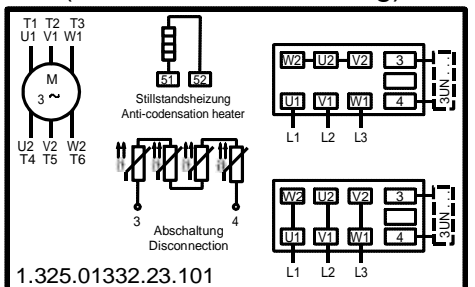 T1 T2 T3
U1 V1 W1
M
3 ~
U2 V2 W2
T4 T5 T6
51 52
Stillstandsheizung
Anti-codensation heater
3 4
Abschaltung
Disconnection
1.325.01332.23.101
W2 U2 V2 3
U1 V1 W1 4
3UN. . .
L1 L2 L3
W2 U2 V2 3
U1 V1 W1 4
3UN. . .
L1 L2 L3